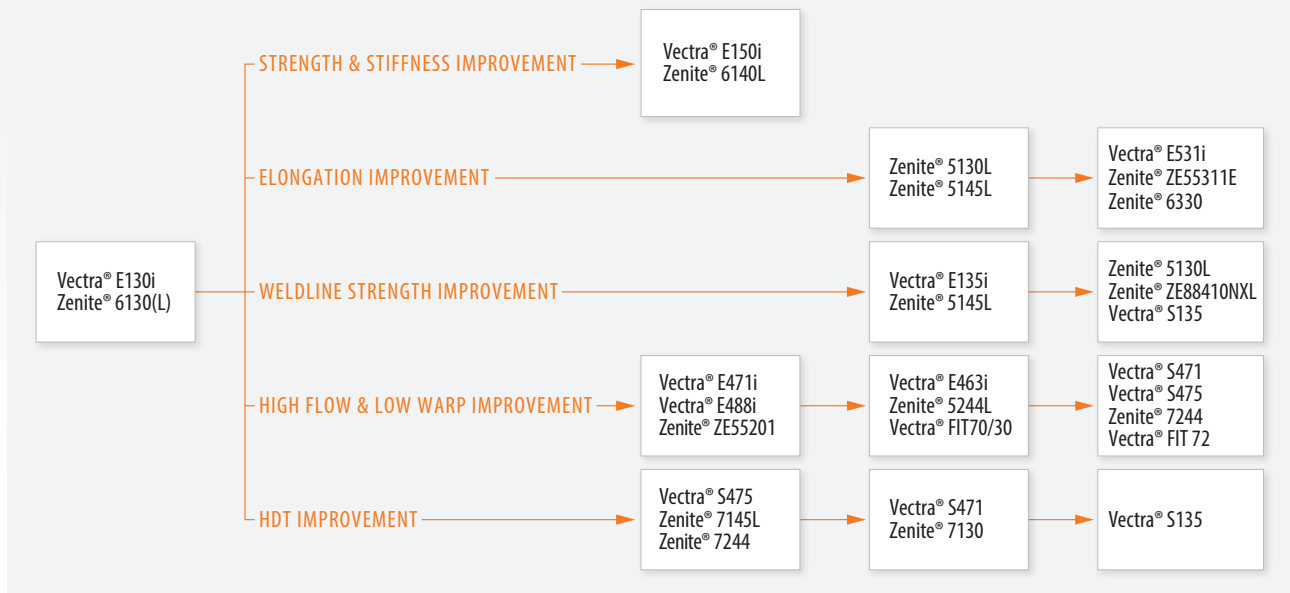 STRENGTH & STIFFNESS IMPROVEMENT
Vectra® E150i
Zenite® 6140L
ELONGATION IMPROVEMENT
Zenite® 5130L
Zenite® 5145L
Vectra® E531i
Zenite® ZE55311E
Zenite® 6330
Vectra® E130i
Zenite® 6130(L)
WELDLINE STRENGTH IMPROVEMENT
Vectra® E135i
Zenite® 5145L
Zenite® 5130L
Zenite® ZE88410NXL
Vectra® S135
HIGH FLOW & LOW WARP IMPROVEMENT
Vectra® E471i
Vectra® E488i
Zenite® ZE55201
Vectra® E463i
Zenite® 5244L
Vectra® FIT70/30
Vectra® S471
Vectra® S475
Zenite® 7244
Vectra® FIT 72
HDT IMPROVEMENT
Vectra® S475
Zenite® 7145L
Zenite® 7244
Vectra® S471
Zenite® 7130
Vectra® S135